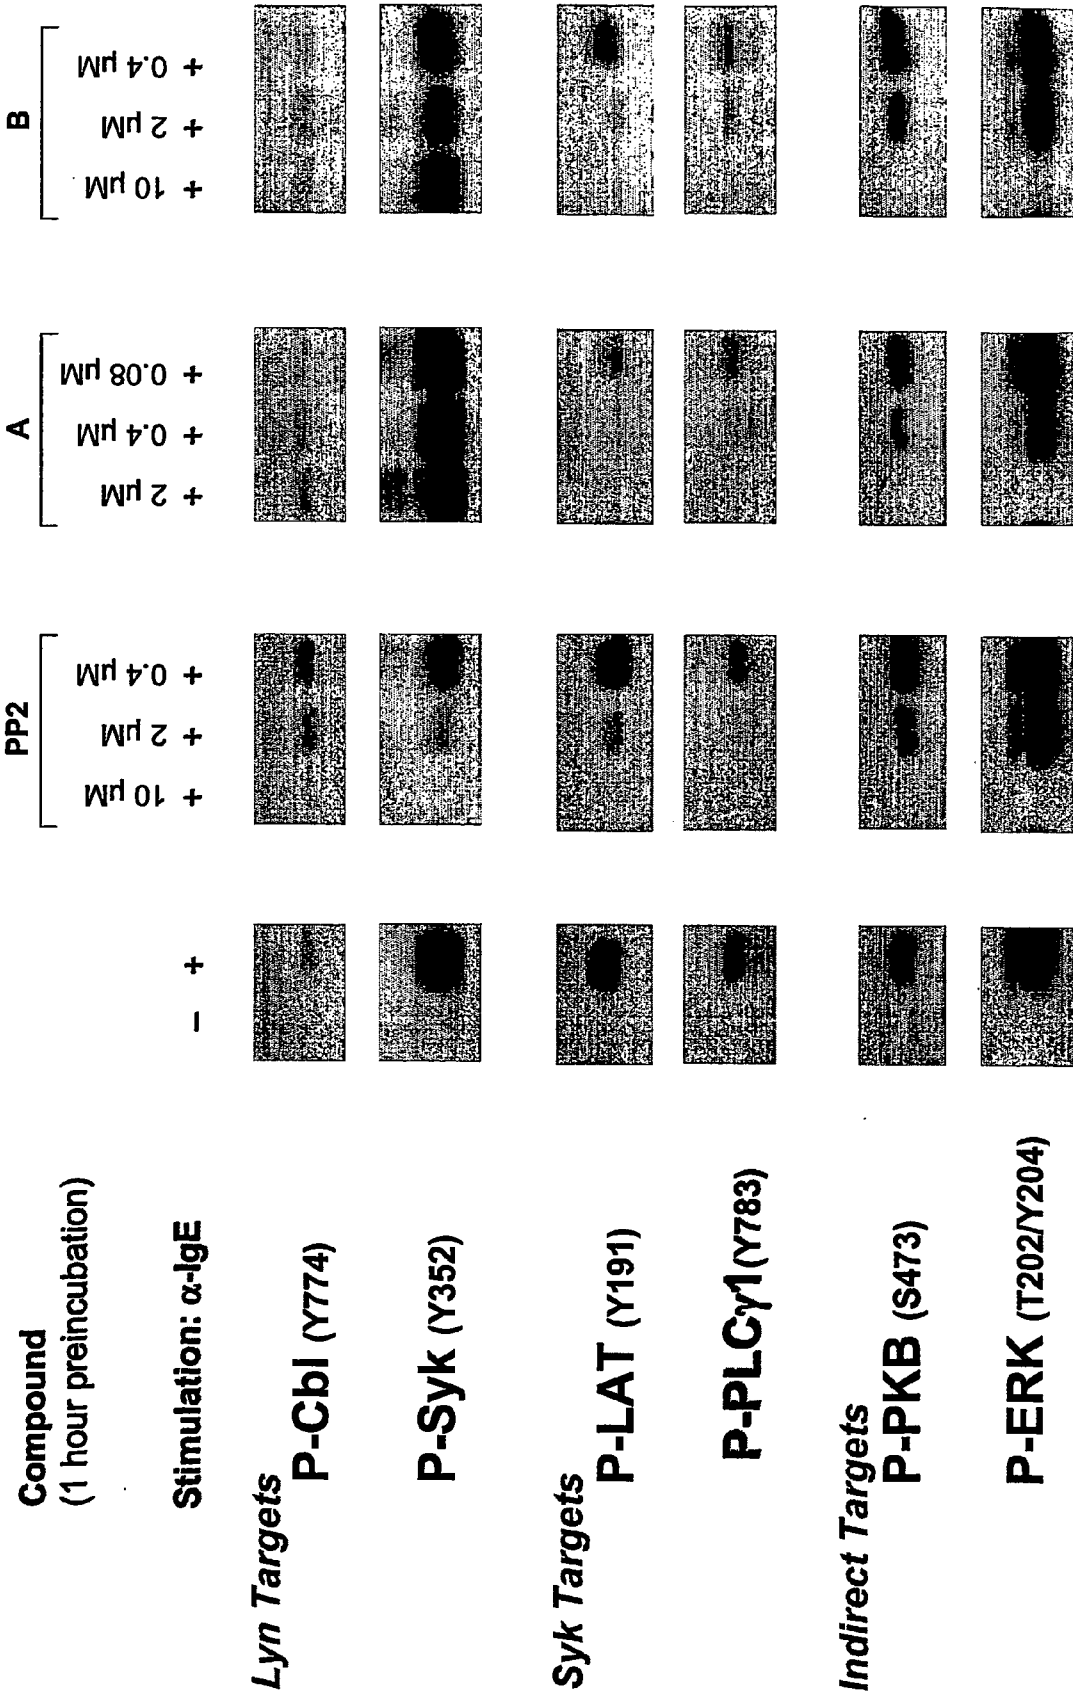 Compound
(1 hour preincubation)
PP2
A
B
10 µM
2 µM
0.4 µM
2 µM
0.4 µM
0.08 µM
10 µM
2 µM
0.4 µM
Stimulation: α-IgE
− + + + + + + + + + +
Lyn Targets
P-Cbl (Y774)
P-Syk (Y352)
Syk Targets
P-LAT (Y191)
P-PLCγ1(Y783)
Indirect Targets
P-PKB (S473)
P-ERK (T202/Y204)